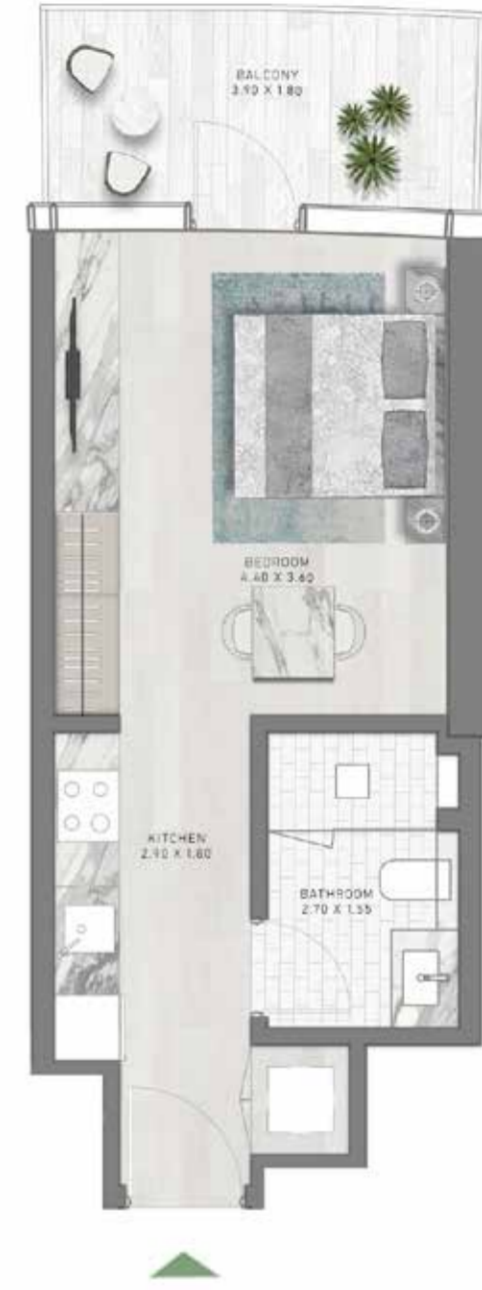 BALCONY
3.90 X 1.80
BEDROOM
4.40 X 3.60
KITCHEN
2.90 X 1.80
BATHROOM
2.70 X 1.55